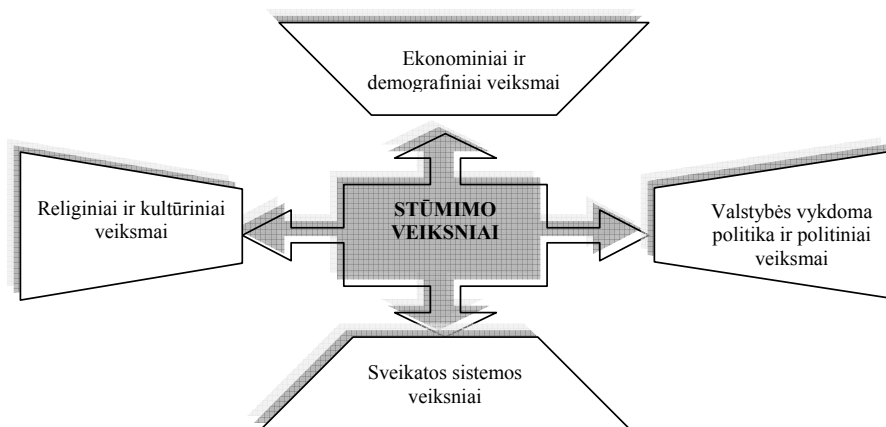 Ekonominiai ir
demografiniai veiksmai
Religiniai ir kultūriniai
veiksmai
STŪMIMO
VEIKSNIAI
Valstybės vykdoma
politika ir politiniai
veiksmai
Sveikatos sistemos
veiksniai